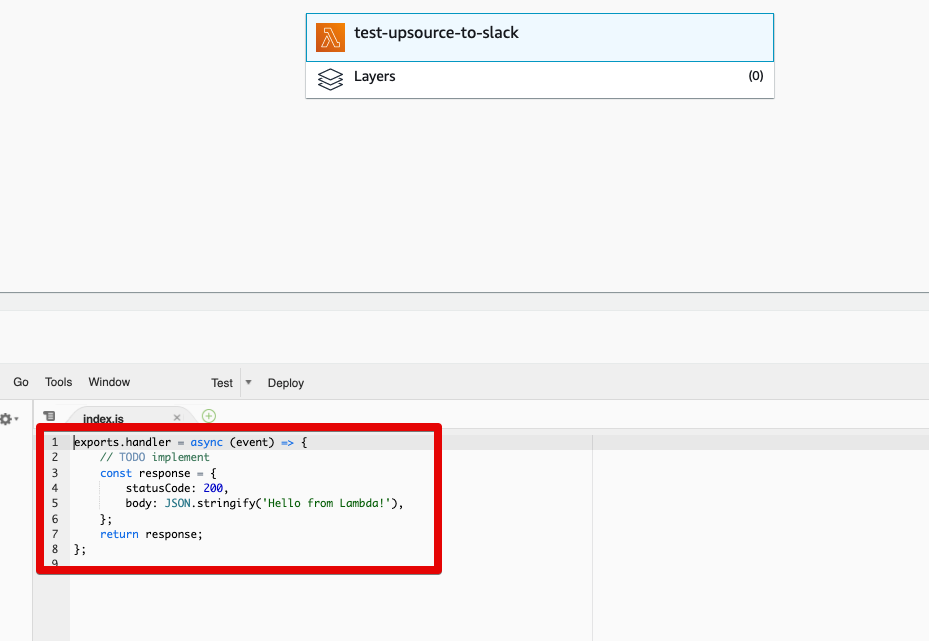 test-upsource-to-slack
Layers (0)
Go Tools Window Test Deploy
index.js
1 exports.handler = async (event) => {
2 // TODO implement
3 const response = {
4 statusCode: 200,
5 body: JSON.stringify('Hello from Lambda!'),
6 };
7 return response;
8 };
9